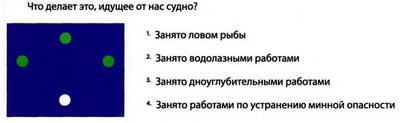 Что делает это, идущее от нас судно?
1. Занято ловом рыбы
2. Занято водолазными работами
3. Занято дноуглубительными работами
4. Занято работами по устранению минной опасности